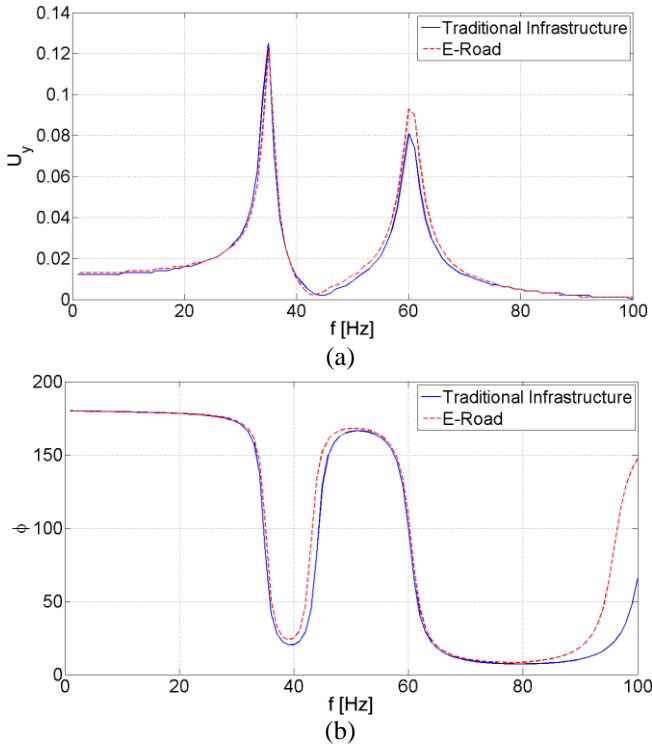 0.14
0.12
0.10
0.08
0.06
0.04
0.02
0
U_y
Traditional Infrastructure
E-Road
0 20 40 60 80 100
f [Hz]
(a)
200
150
100
50
0
ϕ
Traditional Infrastructure
E-Road
0 20 40 60 80 100
f [Hz]
(b)